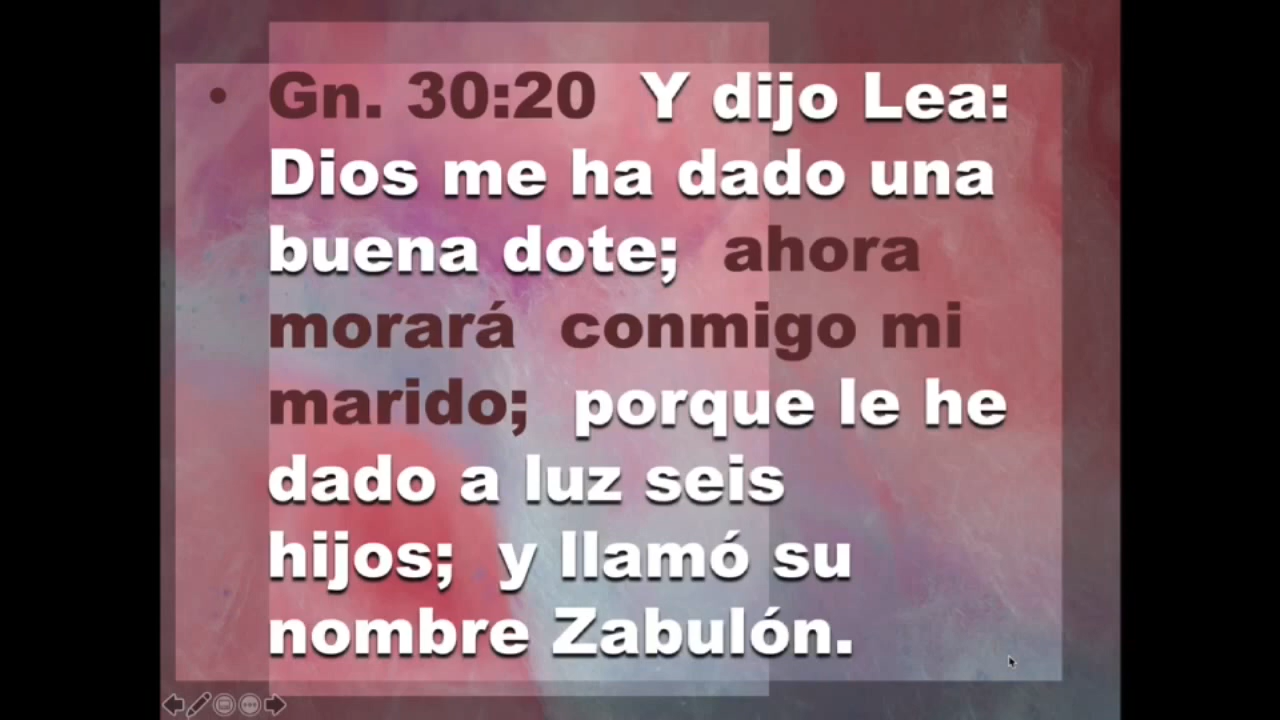 • Gn. 30:20 Y dijo Lea:
Dios me ha dado una
buena dote; ahora
morará conmigo mi
marido; porque le he
dado a luz seis
hijos; y llamó su
nombre Zabulón.